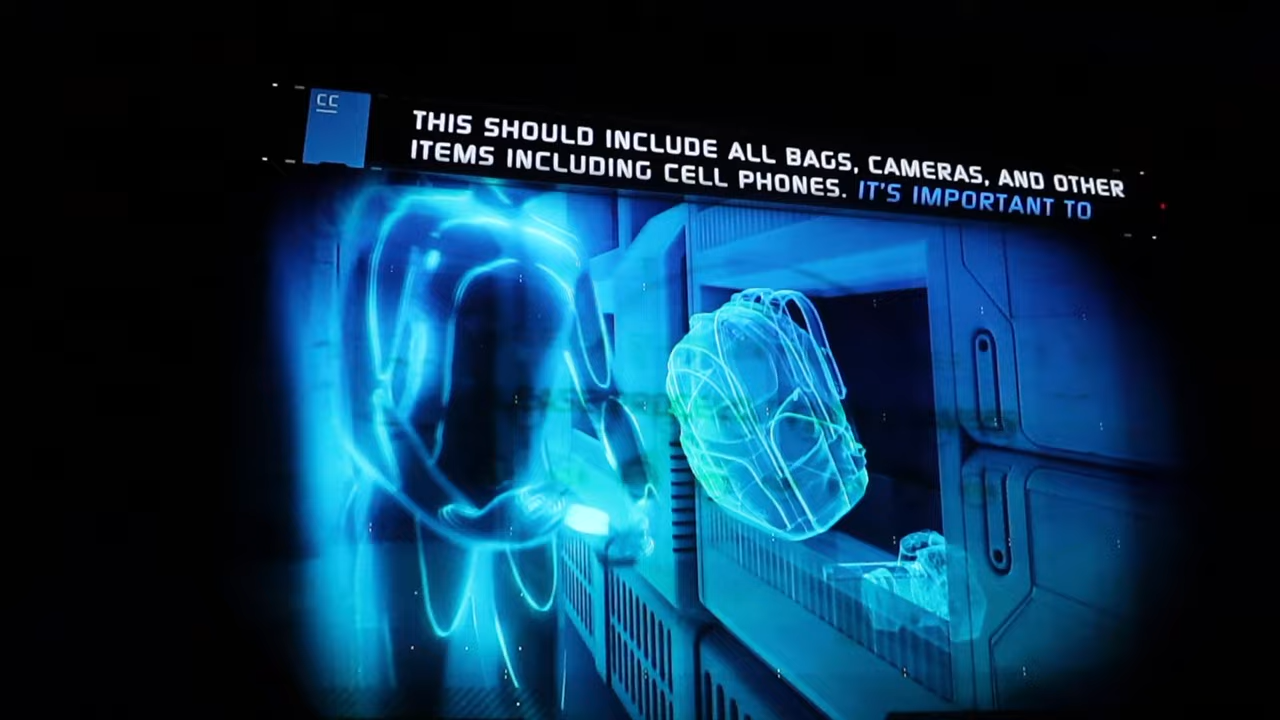 CC
THIS SHOULD INCLUDE ALL BAGS, CAMERAS, AND OTHER
ITEMS INCLUDING CELL PHONES. IT'S IMPORTANT TO